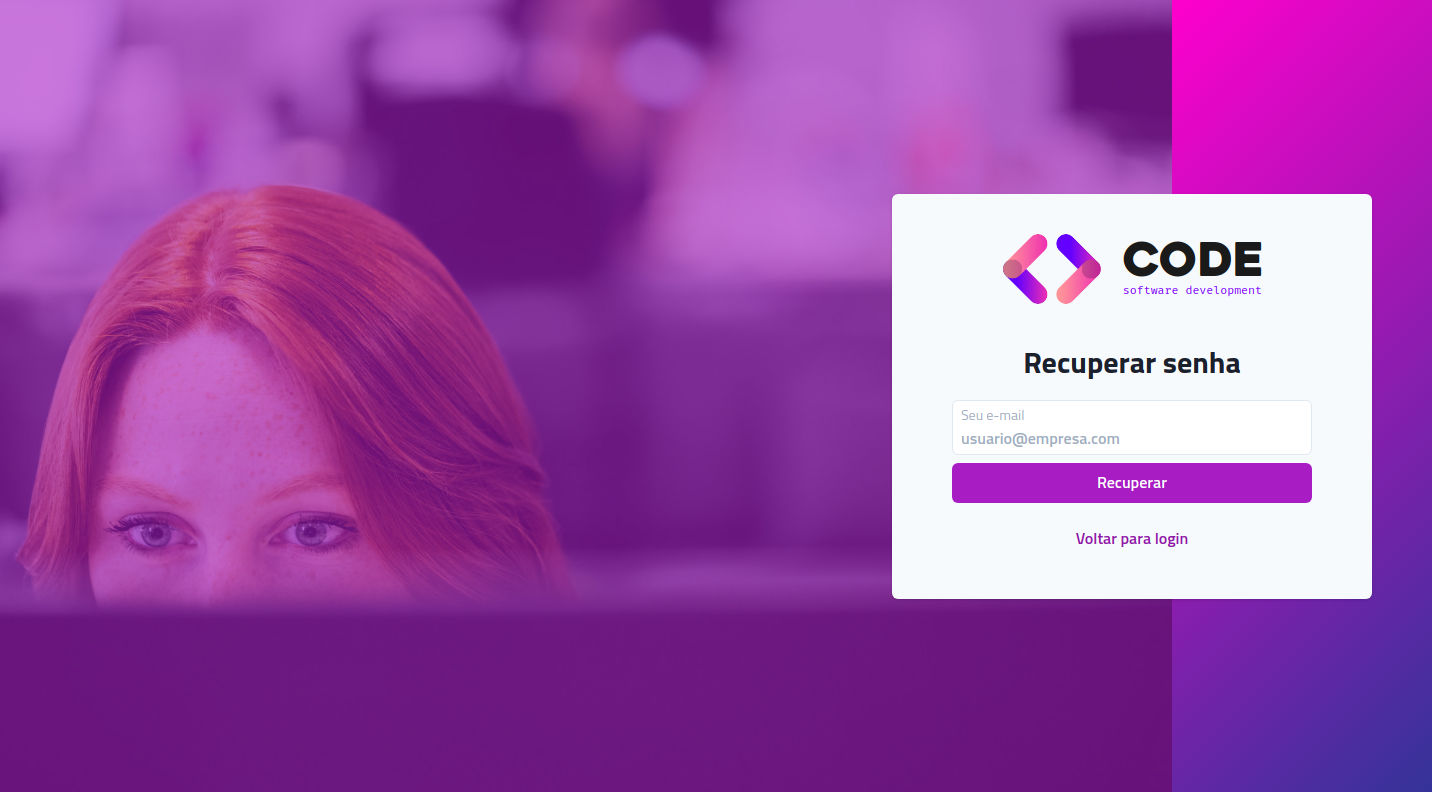 CODE
software development
Recuperar senha
Seu e-mail
usuario@empresa.com
Recuperar
Voltar para login